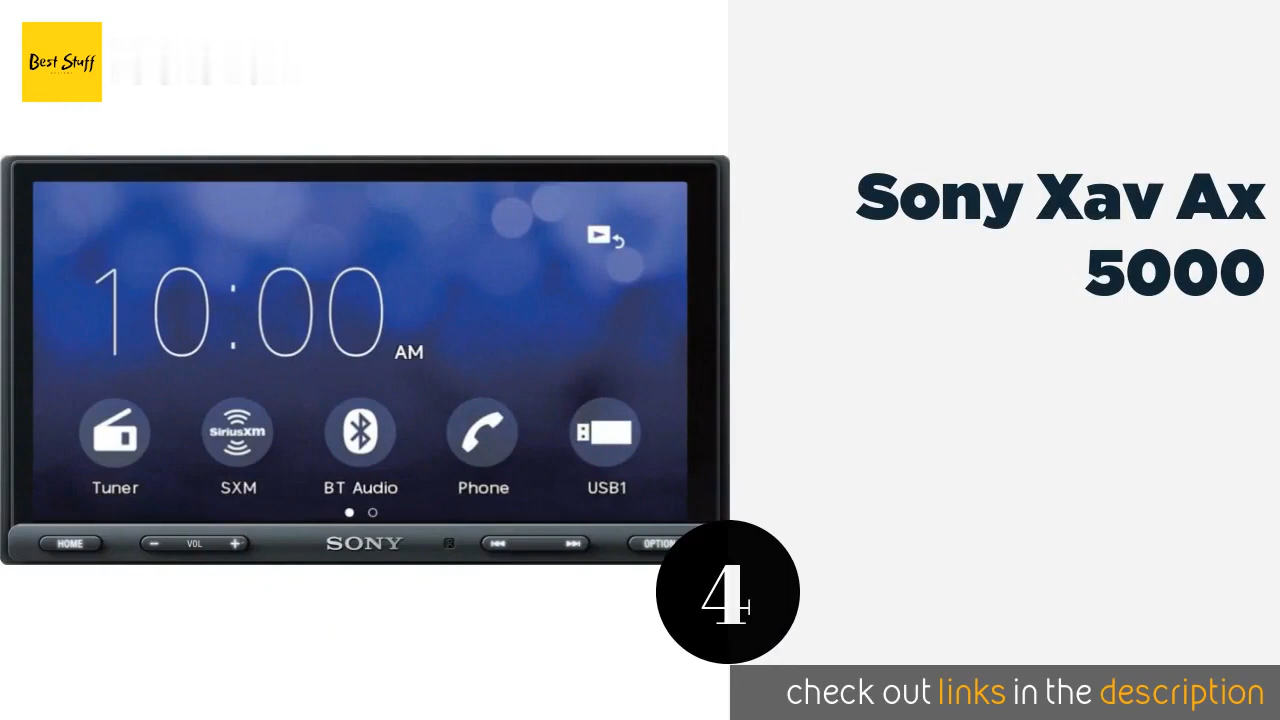 Best Stuff
Sony Xav Ax
5000
10:00
AM
SiriusXM
Tuner
SXM
BT Audio
Phone
USB1
HOME
VOL
SONY
4
check out links in the description